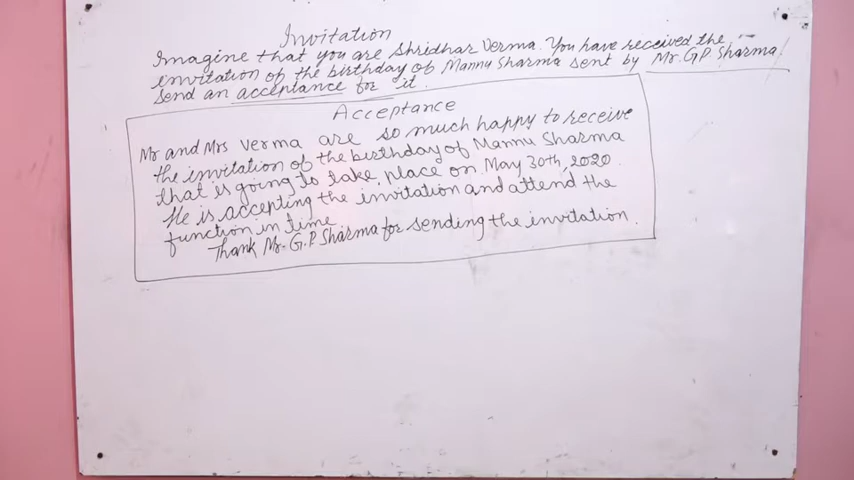 Invitation
Imagine that you are Shridhar Verma. You have received the
invitation of the birthday of Mannu Sharma sent by Mr. G.P. Sharma
send an acceptance for it.
Acceptance
Mr and Mrs Verma are so much happy to receive
the invitation of the birthday of Mannu Sharma
that is going to take place on May 30th, 2020.
He is accepting the invitation and attend the
function in time.
Thank Mr. G.P Sharma for sending the invitation.